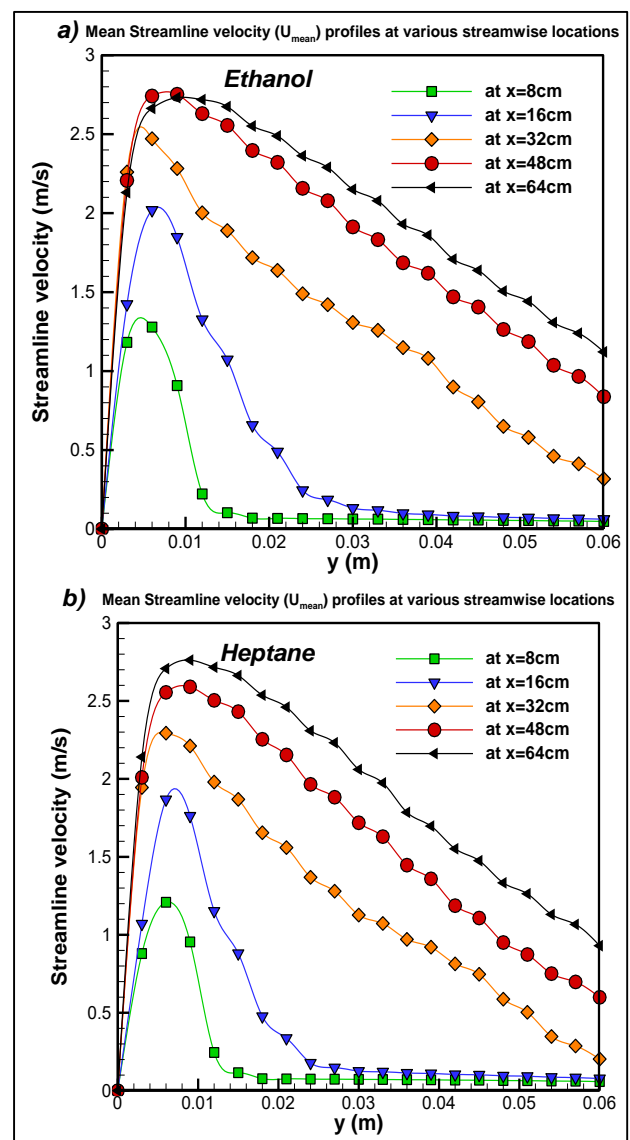 a) Mean Streamline velocity (Umean) profiles at various streamwise locations
3
Ethanol
at x=8cm
at x=16cm
at x=32cm
at x=48cm
at x=64cm
2.5
2
1.5
1
0.5
0
Streamline velocity (m/s)
0 0.01 0.02 0.03 0.04 0.05 0.06
y (m)
b) Mean Streamline velocity (Umean) profiles at various streamwise locations
3
Heptane
at x=8cm
at x=16cm
at x=32cm
at x=48cm
at x=64cm
2.5
2
1.5
1
0.5
0
Streamline velocity (m/s)
0 0.01 0.02 0.03 0.04 0.05 0.06
y (m)